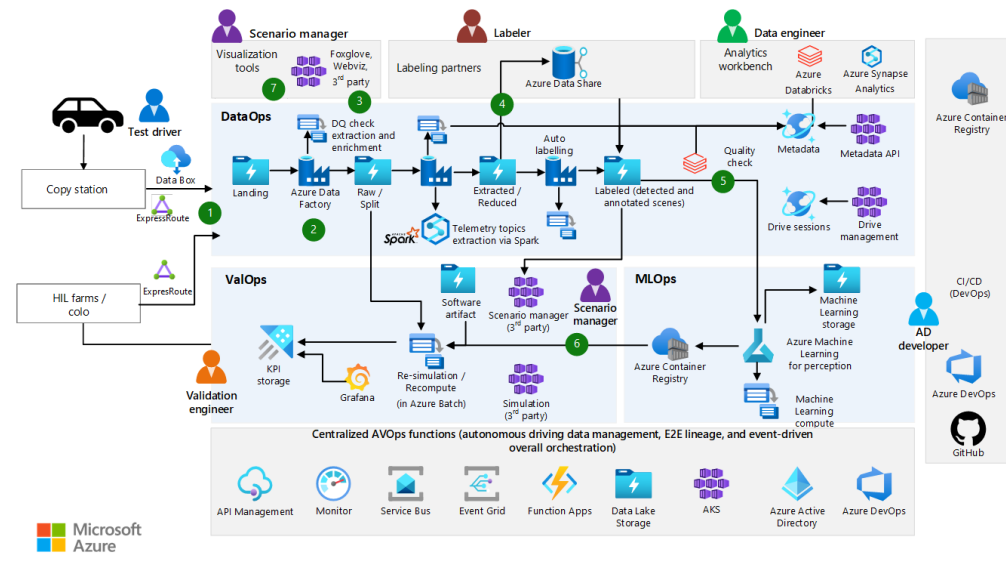 Scenario manager
Labeler
Data engineer
Visualization
tools
Foxglove,
Webviz,
3rd party
7
3
Labeling partners
Azure Data Share
4
Analytics
workbench
Azure
Databricks
Azure Synapse
Analytics
Azure Container
Registry
Test driver
DataOps
DQ check
extraction and
enrichment
Auto
labelling
Quality
check
Metadata
Metadata API
Data Box
Copy station
ExpressRoute
1
Landing
Azure Data
Factory
2
Raw /
Split
Extracted /
Reduced
Labeled (detected and
annotated scenes)
5
APACHE
Spark
Telemetry topics
extraction via Spark
Drive sessions
Drive
management
ExpresRoute
HIL farms /
colo
ValOps
Software
artifact
Scenario manager
(3rd party)
Scenario
manager
MLOps
Machine
Learning
storage
CI/CD
(DevOps)
AD
developer
6
KPI
storage
Grafana
Re-simulation /
Recompute
(in Azure Batch)
Simulation
(3rd party)
Azure Container
Registry
Azure Machine
Learning
for perception
Machine
Learning
compute
Validation
engineer
Azure DevOps
GitHub
Centralized AVOps functions (autonomous driving data management, E2E lineage, and event-driven
overall orchestration)
API Management
Monitor
Service Bus
Event Grid
Function Apps
Data Lake
Storage
AKS
Azure Active
Directory
Azure DevOps
Microsoft
Azure